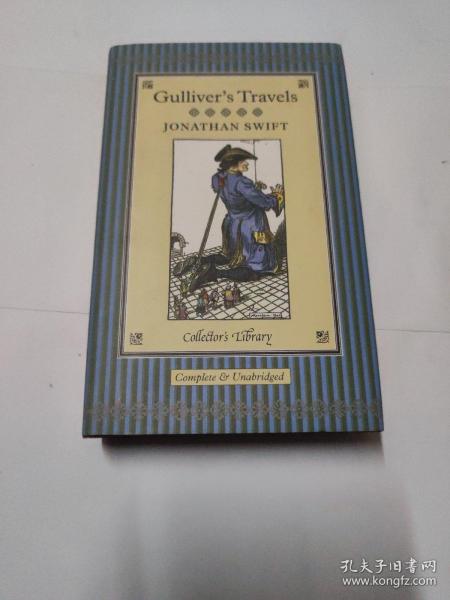 Gulliver's Travels
JONATHAN SWIFT
Collector's Library
Complete & Unabridged
孔夫子旧书网
www.kongfz.com